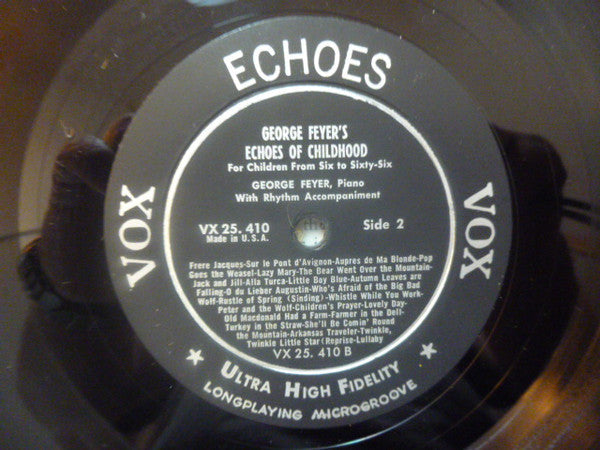 ECHOES
GEORGE FEYER'S
ECHOES OF CHILDHOOD
For Children From Six to Sixty-Six
GEORGE FEYER, Piano
With Rhythm Accompaniment
VOX
VOX
VX 25. 410
Made in U.S.A.
Side 2
Frere Jacques-Sur le Pont d'Avignon-Aupres de Ma Blonde-Pop
Goes the Weasel-Lazy Mary-The Bear Went Over the Mountain-
Jack and Jill-Alla Turca-Little Boy Blue-Autumn Leaves are
Falling-O du Lieber Augustin-Who's Afraid of the Big Bad
Wolf-Rustle of Spring (Sinding)-Whistle While You Work-
Peter and the Wolf-Children's Prayer-Lovely Day-
Old Macdonald Had a Farm-Farmer in the Dell-
Turkey in the Straw-She'll Be Comin' Round
the Mountain-Arkansas Traveler-Twinkle,
Twinkle Little Star (Reprise-Lullaby
VX 25. 410 B
★ ULTRA HIGH FIDELITY ★
LONGPLAYING MICROGROOVE